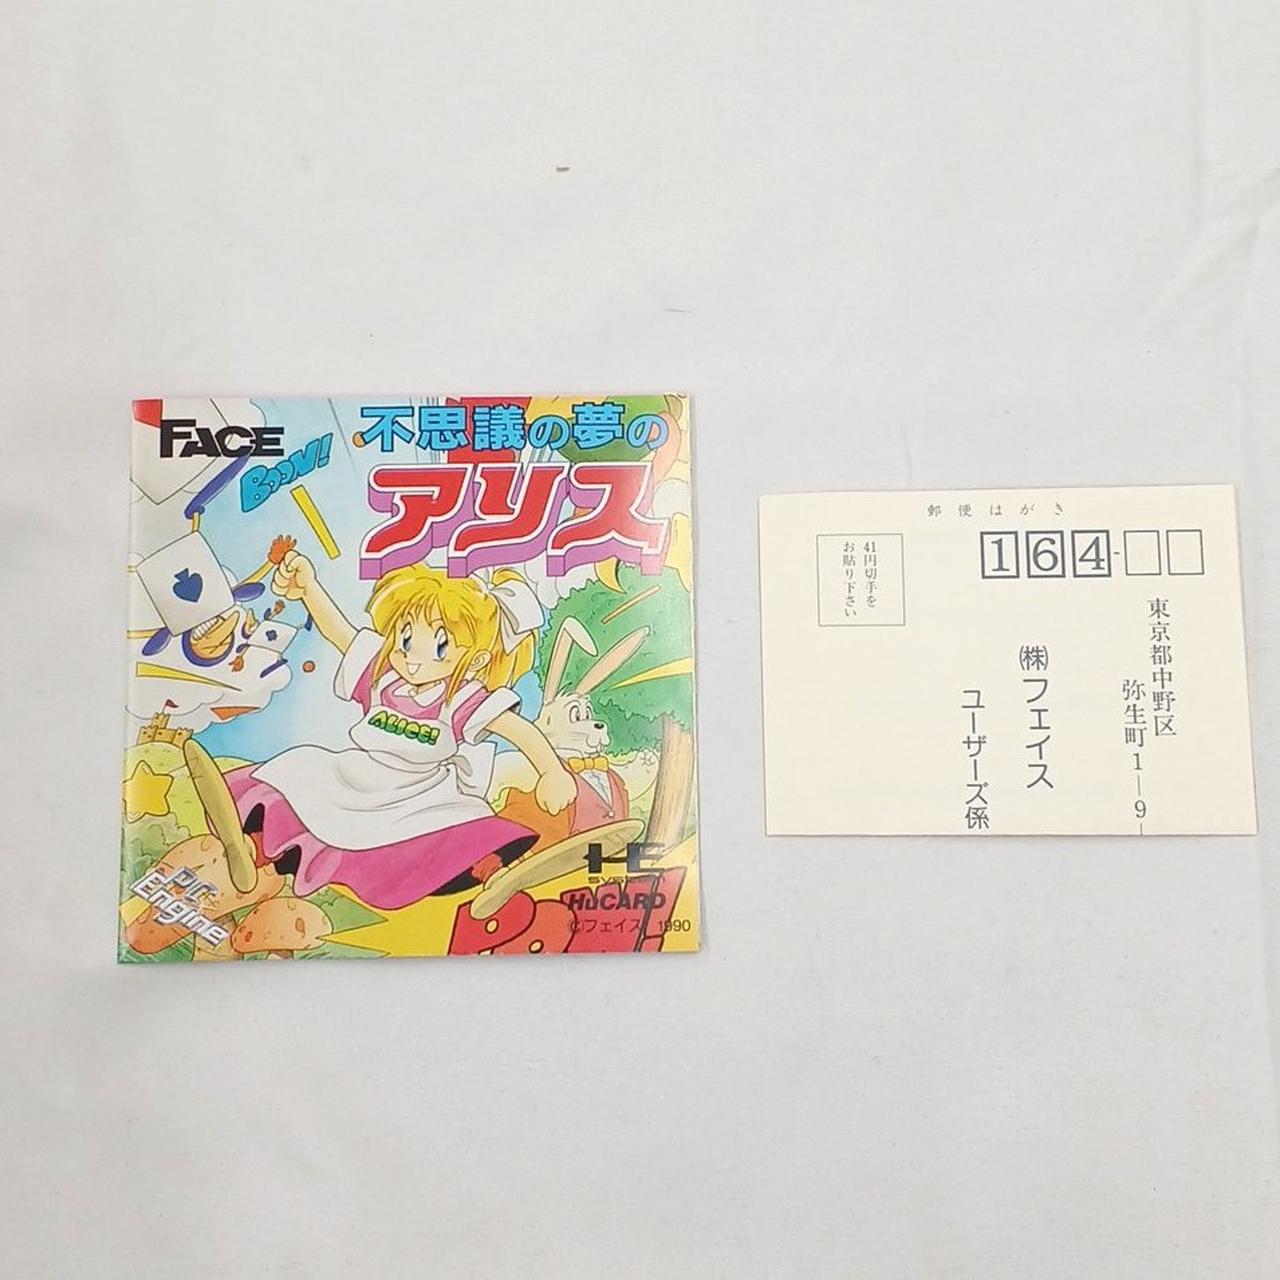 FACE
BOOM!
不思議の夢の
アリス
ALICE!
PC Engine
HE
SYSTEM
HuCARD
©フェイス 1990
POM!
郵便はがき
41円切手を
お貼り下さい
164-
東京都中野区
弥生町1-9-
㈱フェイス
ユーザーズ係